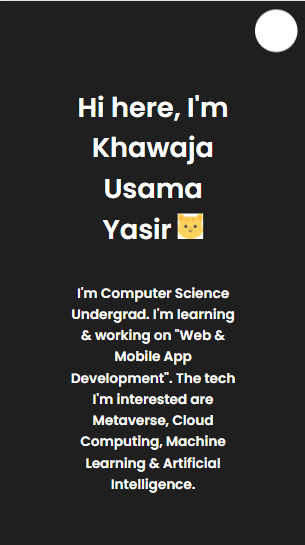 Hi here, I'm
Khawaja
Usama
Yasir 🐱
I'm Computer Science
Undergrad. I'm learning
& working on "Web &
Mobile App
Development". The tech
I'm interested are
Metaverse, Cloud
Computing, Machine
Learning & Artificial
Intelligence.